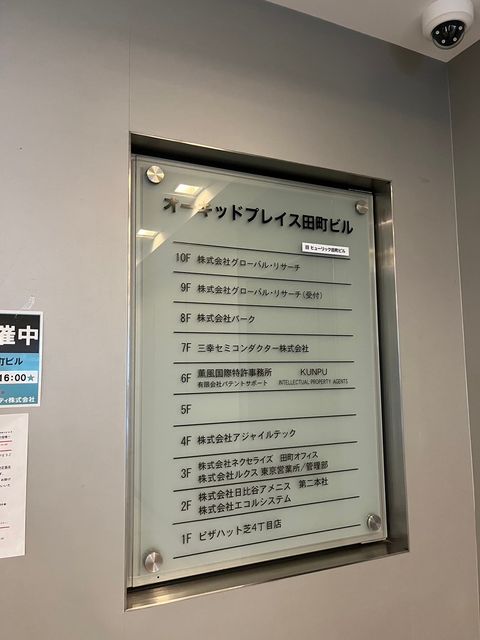 オーキッドプレイス田町ビル
旧 ヒューリック田町ビル
10F 株式会社グローバル・リサーチ
9F 株式会社グローバル・リサーチ(受付)
8F 株式会社パーク
7F 三幸セミコンダクター株式会社
6F 薫風国際特許事務所 KUNPU
有限会社パテントサポート INTELLECTUAL PROPERTY AGENTS
5F
4F 株式会社アジャイルテック
3F 株式会社ネクセライズ 田町オフィス
株式会社ルクス 東京営業所/管理部
2F 株式会社日比谷アメニス 第二本社
株式会社エコルシステム
1F ピザハット芝4丁目店
催中
町ビル
16:00★
ティ株式会社